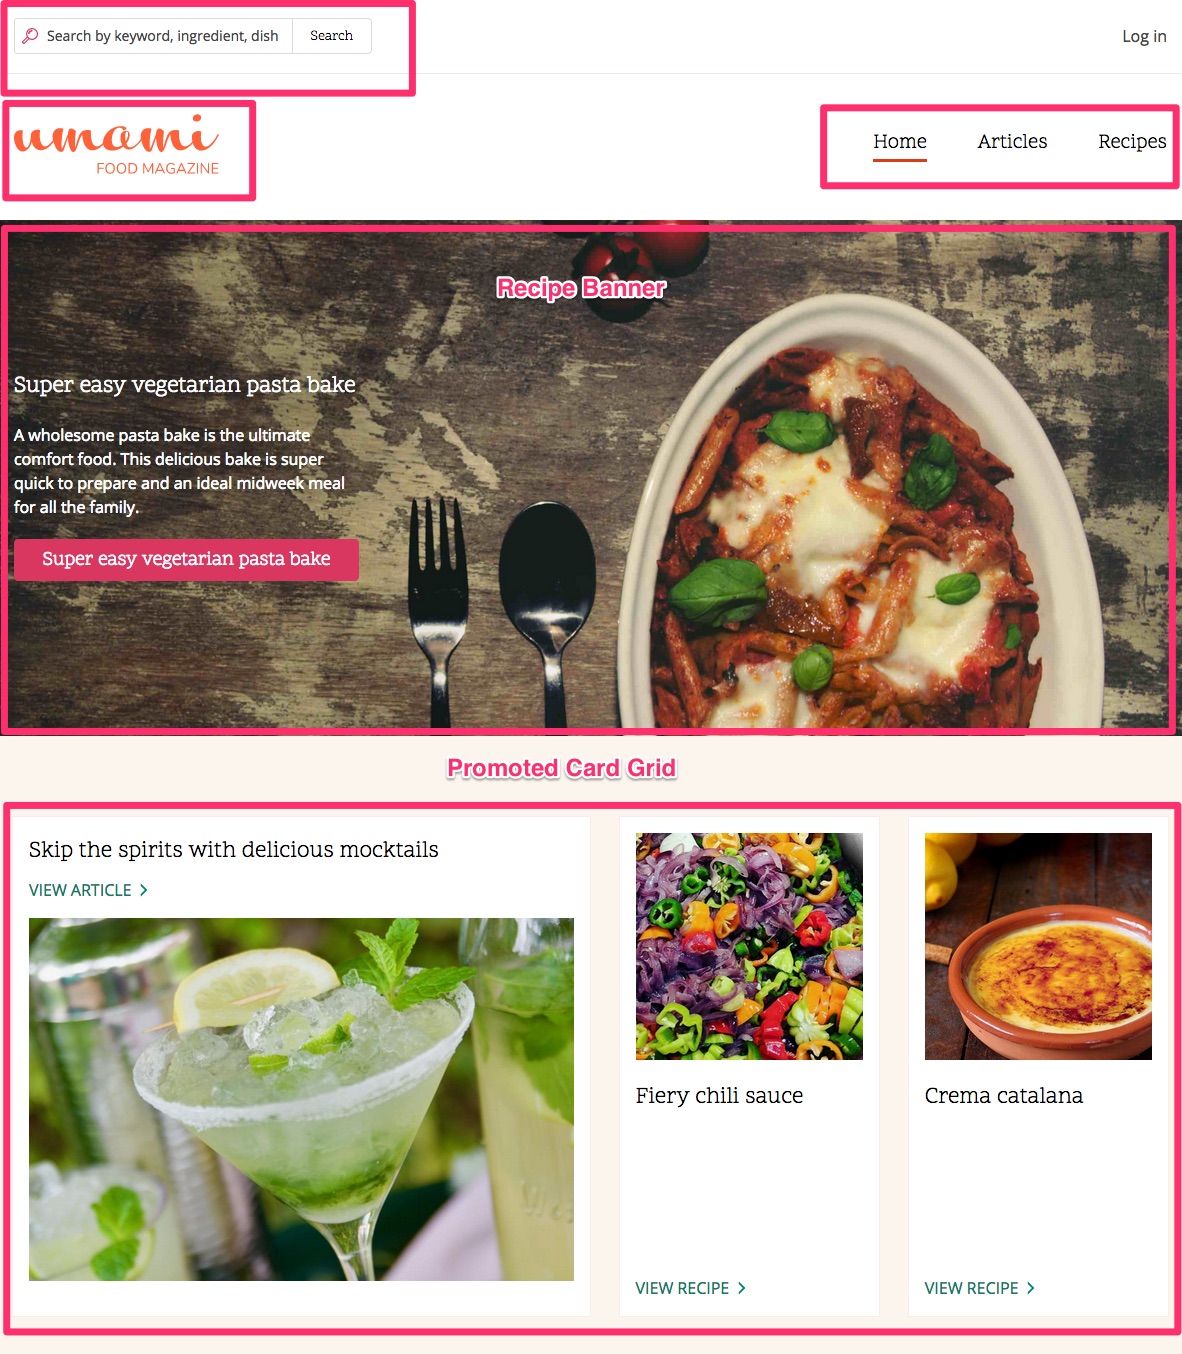 Search by keyword, ingredient, dish
Search
Log in
umami
FOOD MAGAZINE
Home
Articles
Recipes
Recipe Banner
Super easy vegetarian pasta bake
A wholesome pasta bake is the ultimate
comfort food. This delicious bake is super
quick to prepare and an ideal midweek meal
for all the family.
Super easy vegetarian pasta bake
Promoted Card Grid
Skip the spirits with delicious mocktails
VIEW ARTICLE
Fiery chili sauce
VIEW RECIPE
Crema catalana
VIEW RECIPE